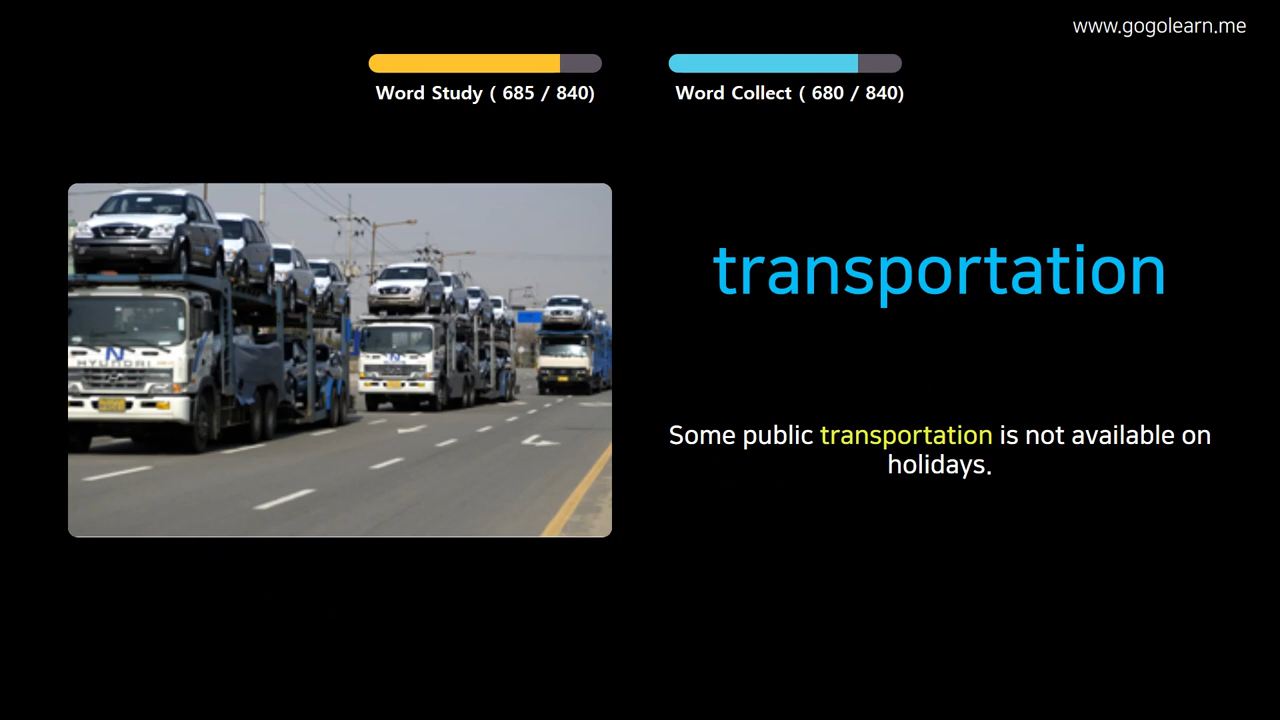 www.gogolearn.me
Word Study ( 685 / 840)
Word Collect ( 680 / 840)
transportation
Some public transportation is not available on
holidays.
N
HYUNDAI
N